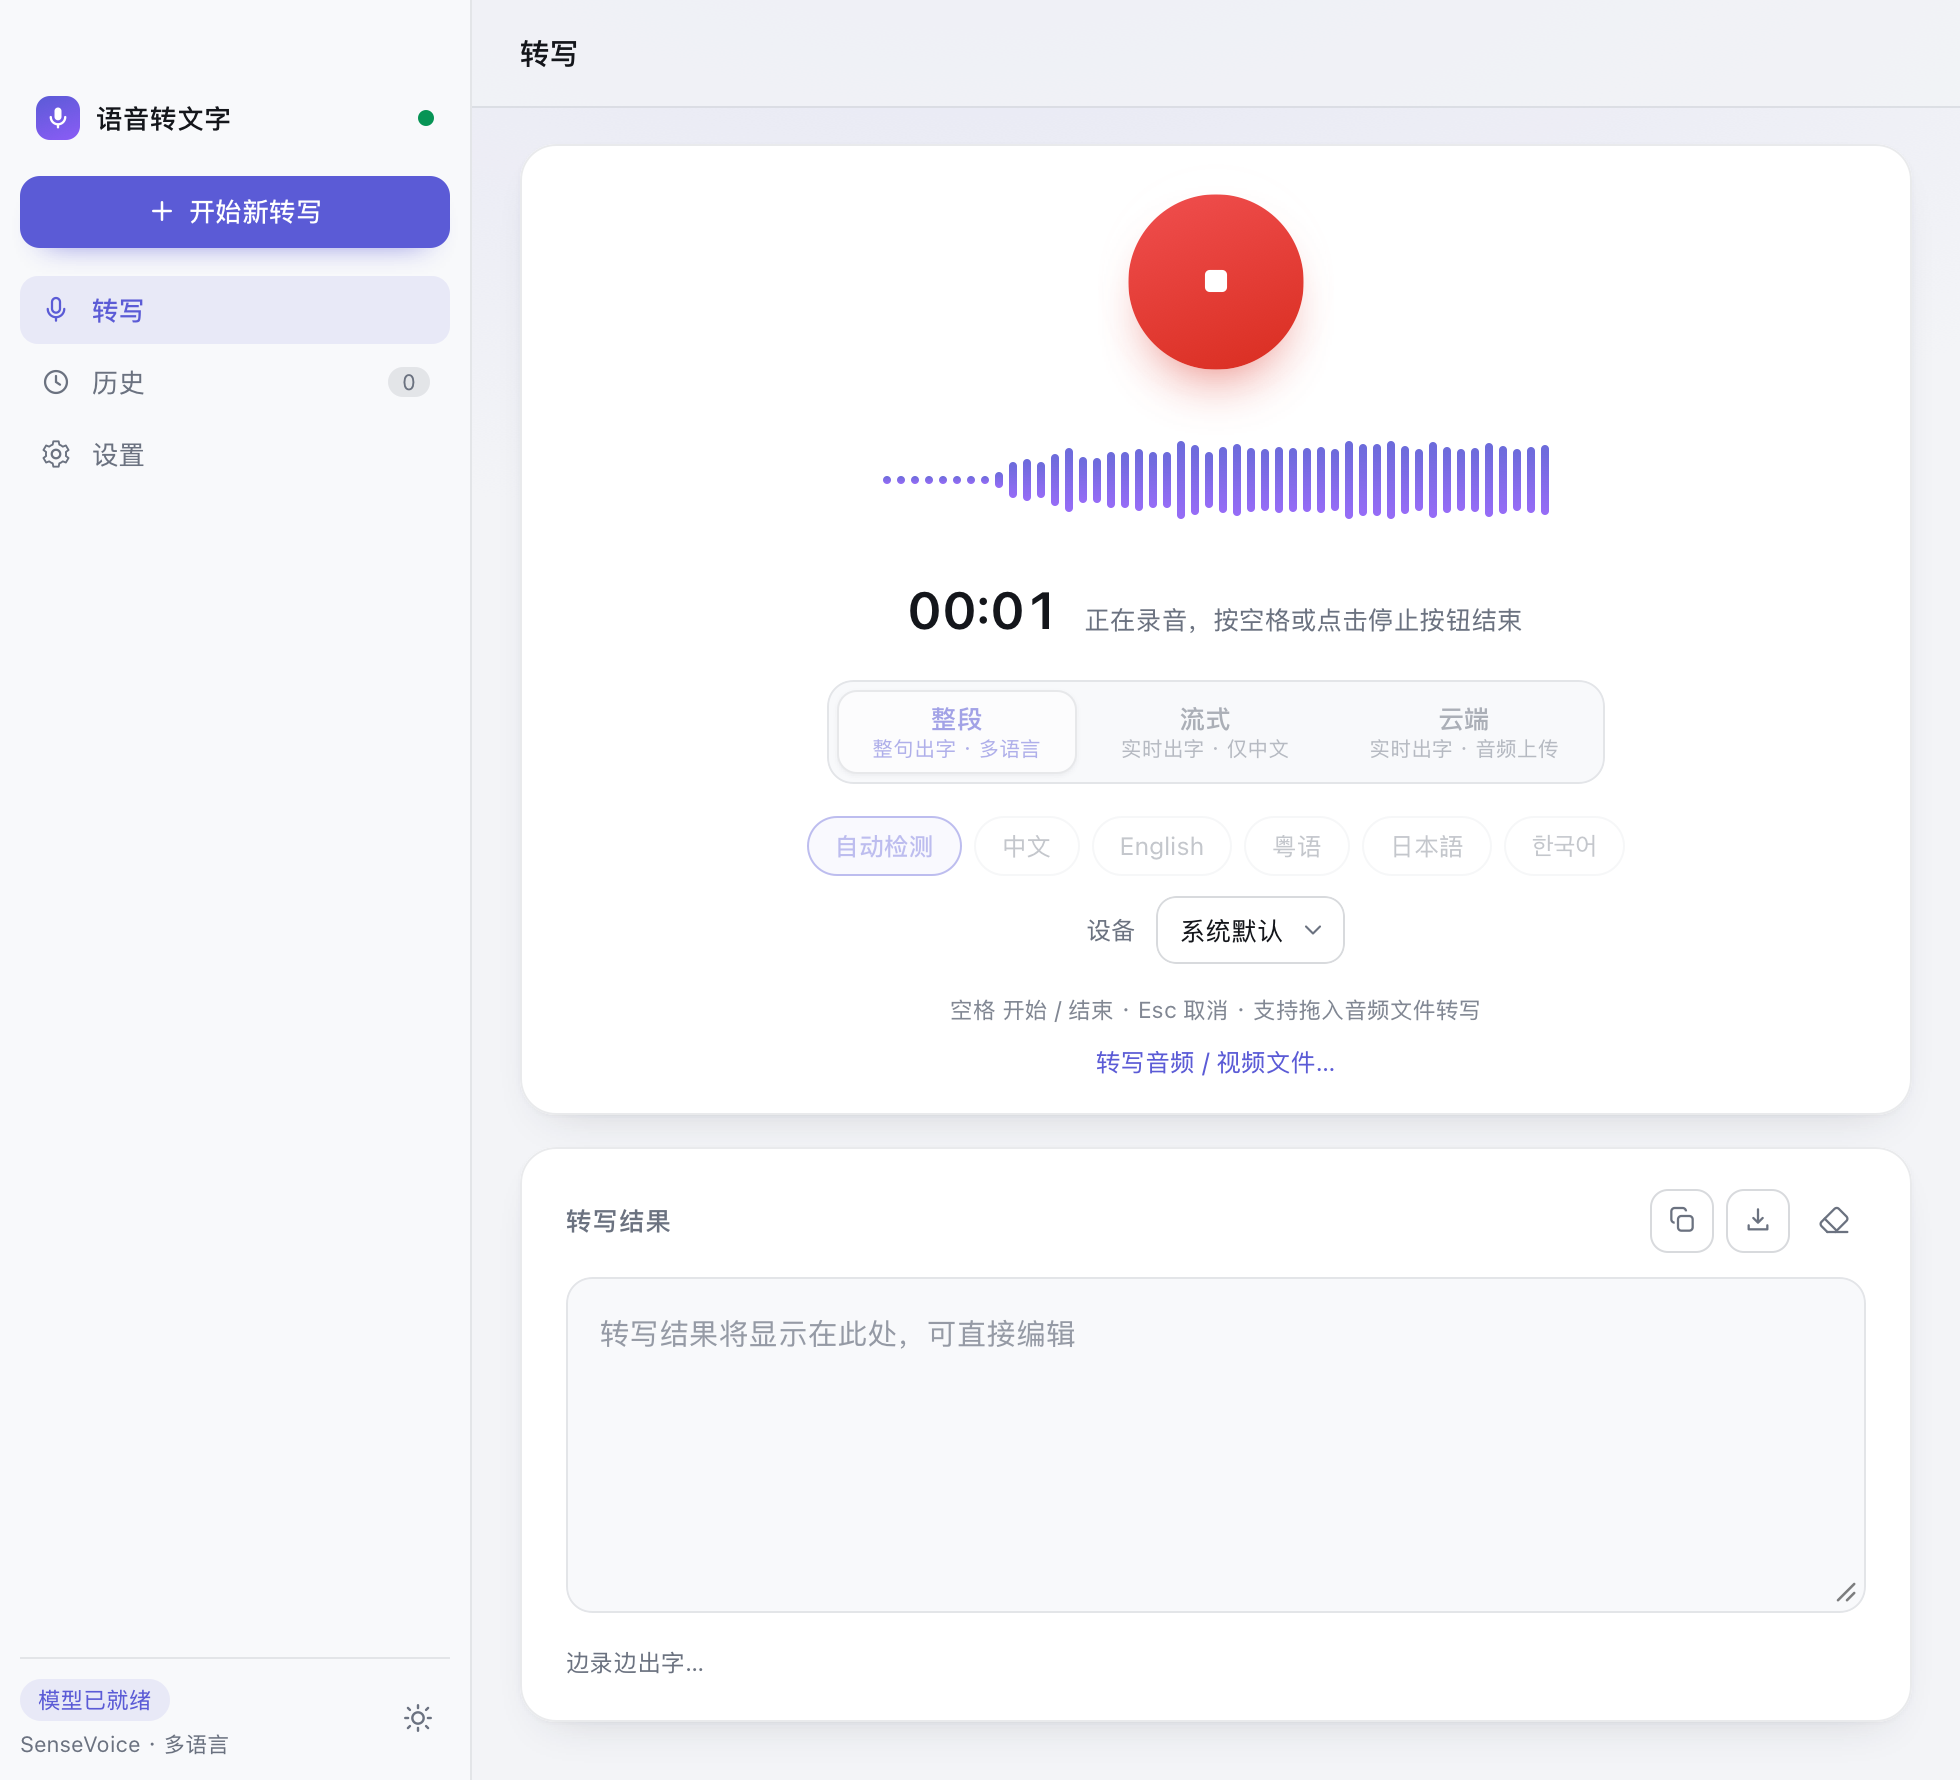 转写
语音转文字
开始新转写
转写
历史 0
设置
00:01 正在录音，按空格或点击停止按钮结束
整段 流式 云端
整句出字 · 多语言 实时出字 · 仅中文 实时出字 · 音频上传
自动检测 中文 English 粤语 日本語 한국어
设备 系统默认
空格 开始 / 结束 · Esc 取消 · 支持拖入音频文件转写
转写音频 / 视频文件...
转写结果
转写结果将显示在此处，可直接编辑
边录边出字...
模型已就绪
SenseVoice · 多语言